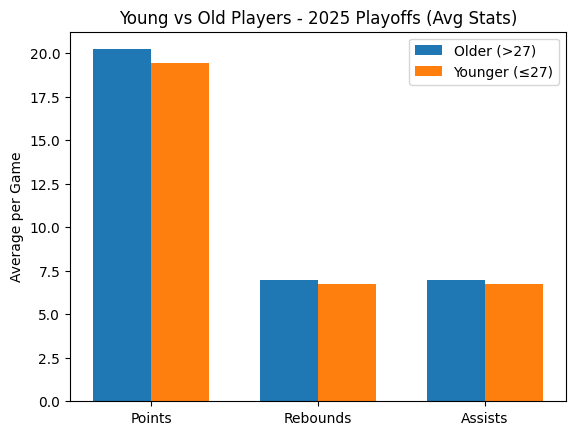 Young vs Old Players - 2025 Playoffs (Avg Stats)
Older (>27)
Younger (≤27)
Average per Game
20.0
17.5
15.0
12.5
10.0
7.5
5.0
2.5
0.0
Points
Rebounds
Assists